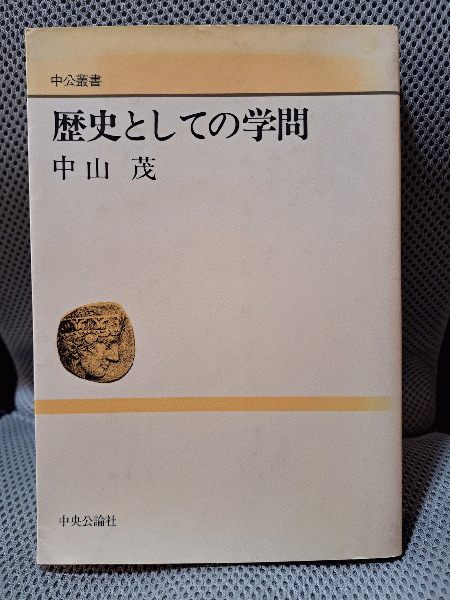 中公叢書
歴史としての学問
中山 茂
中央公論社